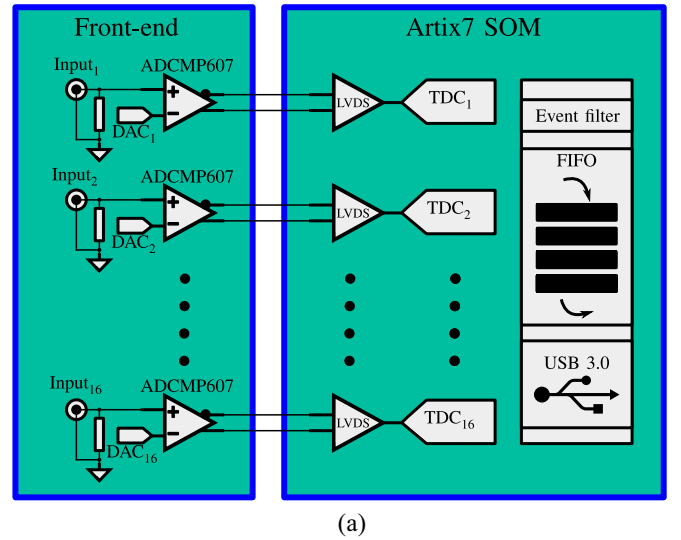 Front-end
Artix7 SOM
Input₁
ADCMP607
DAC₁
LVDS
TDC₁
Event filter
FIFO
Input₂
ADCMP607
DAC₂
LVDS
TDC₂
USB 3.0
Input₁₆
ADCMP607
DAC₁₆
LVDS
TDC₁₆
(a)